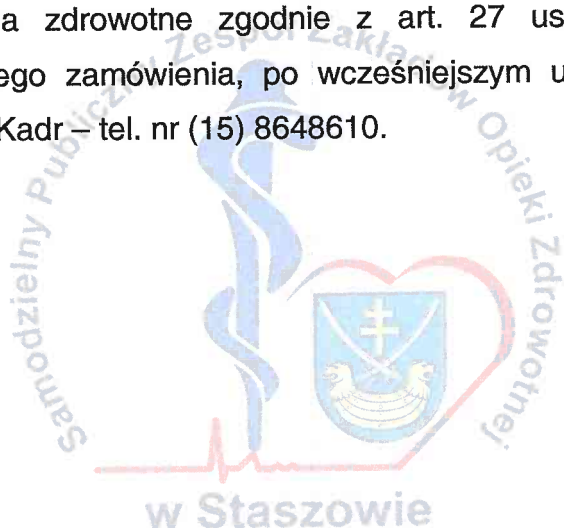 a zdrowotne zgodnie z art. 27 us
ego zamówienia, po wcześniejszym u
Kadr – tel. nr (15) 8648610.
Samodzielny Publiczny Zespół Zakładów Opieki Zdrowotnej
w Staszowie